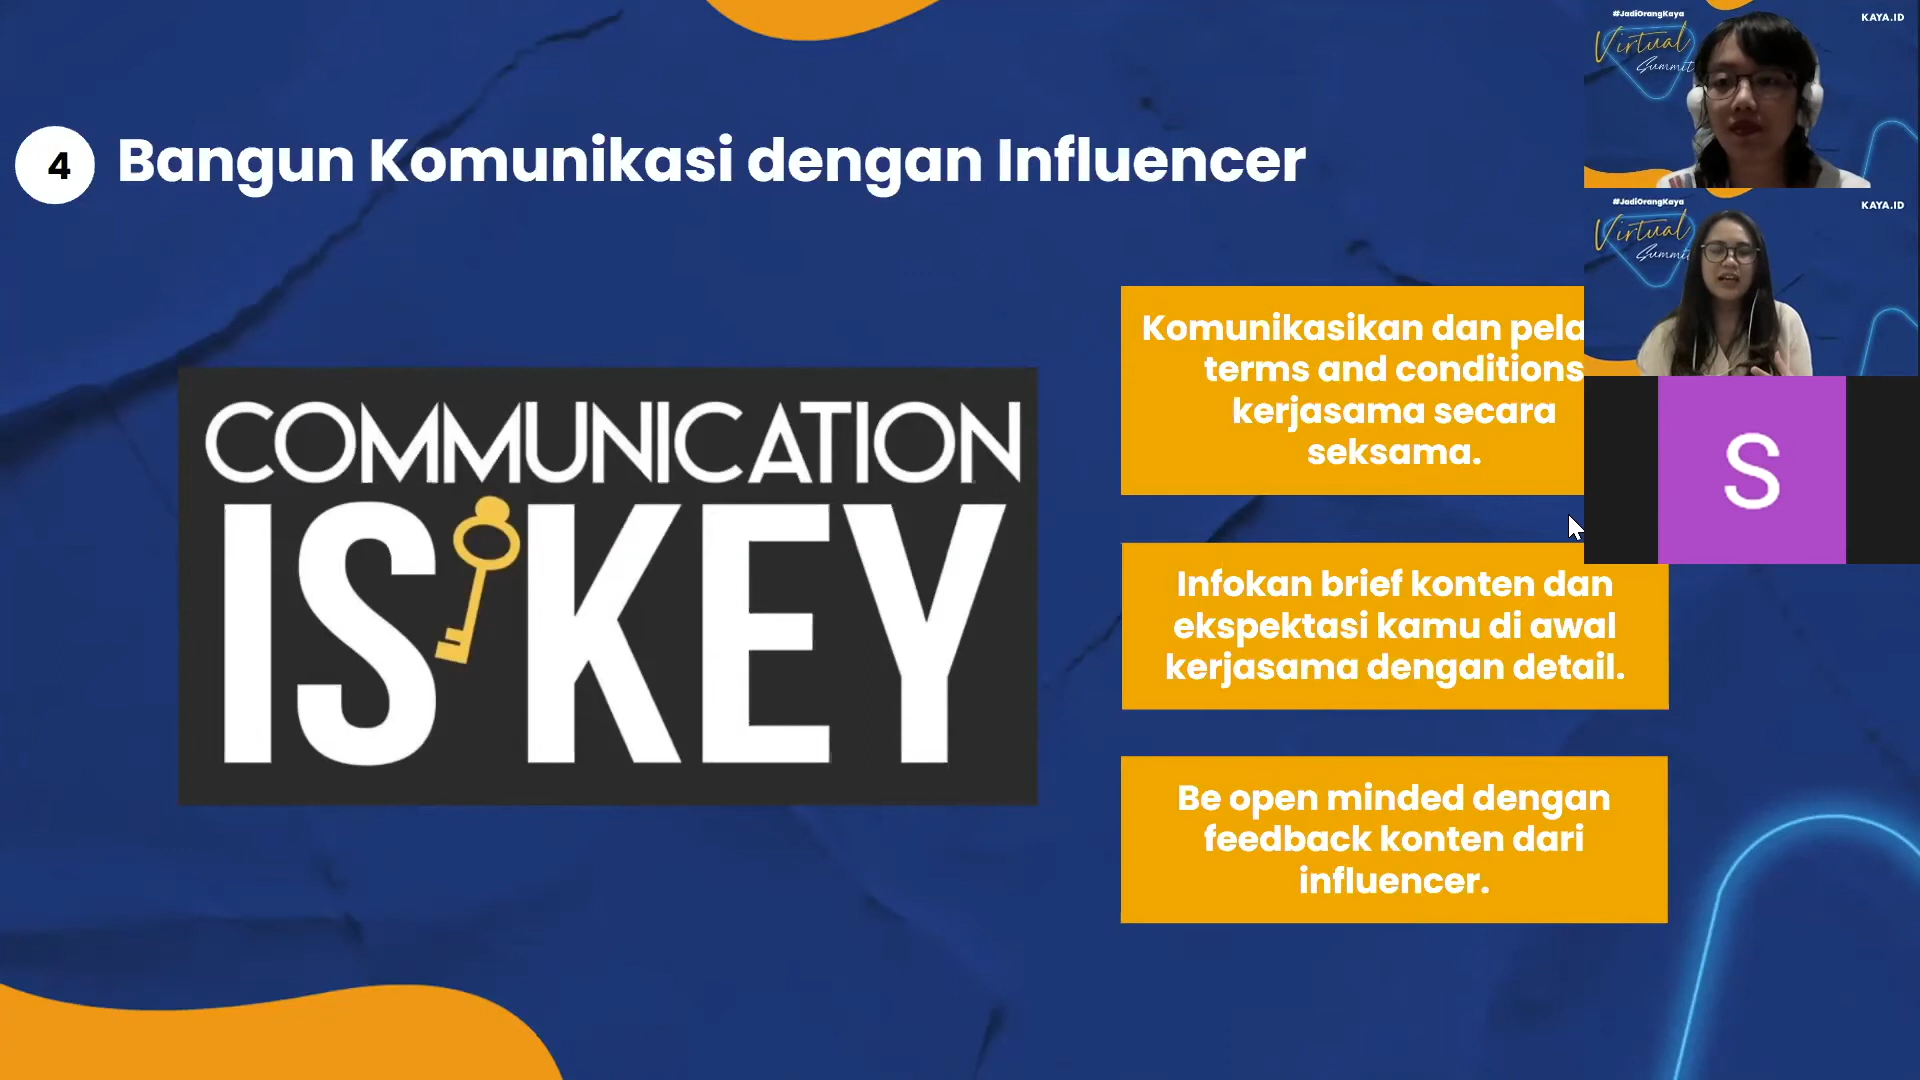 4 Bangun Komunikasi dengan Influencer
COMMUNICATION
IS KEY
Komunikasikan dan
terms and conditions
kerjasama secara
seksama.
Infokan brief konten dan
ekspektasi kamu di awal
kerjasama dengan detail.
Be open minded dengan
feedback konten dari
influencer.
#JadiOrangKaya
Virtual
Summit
KAYA.ID
#JadiOrangKaya
Virtual
Summit
KAYA.ID
S